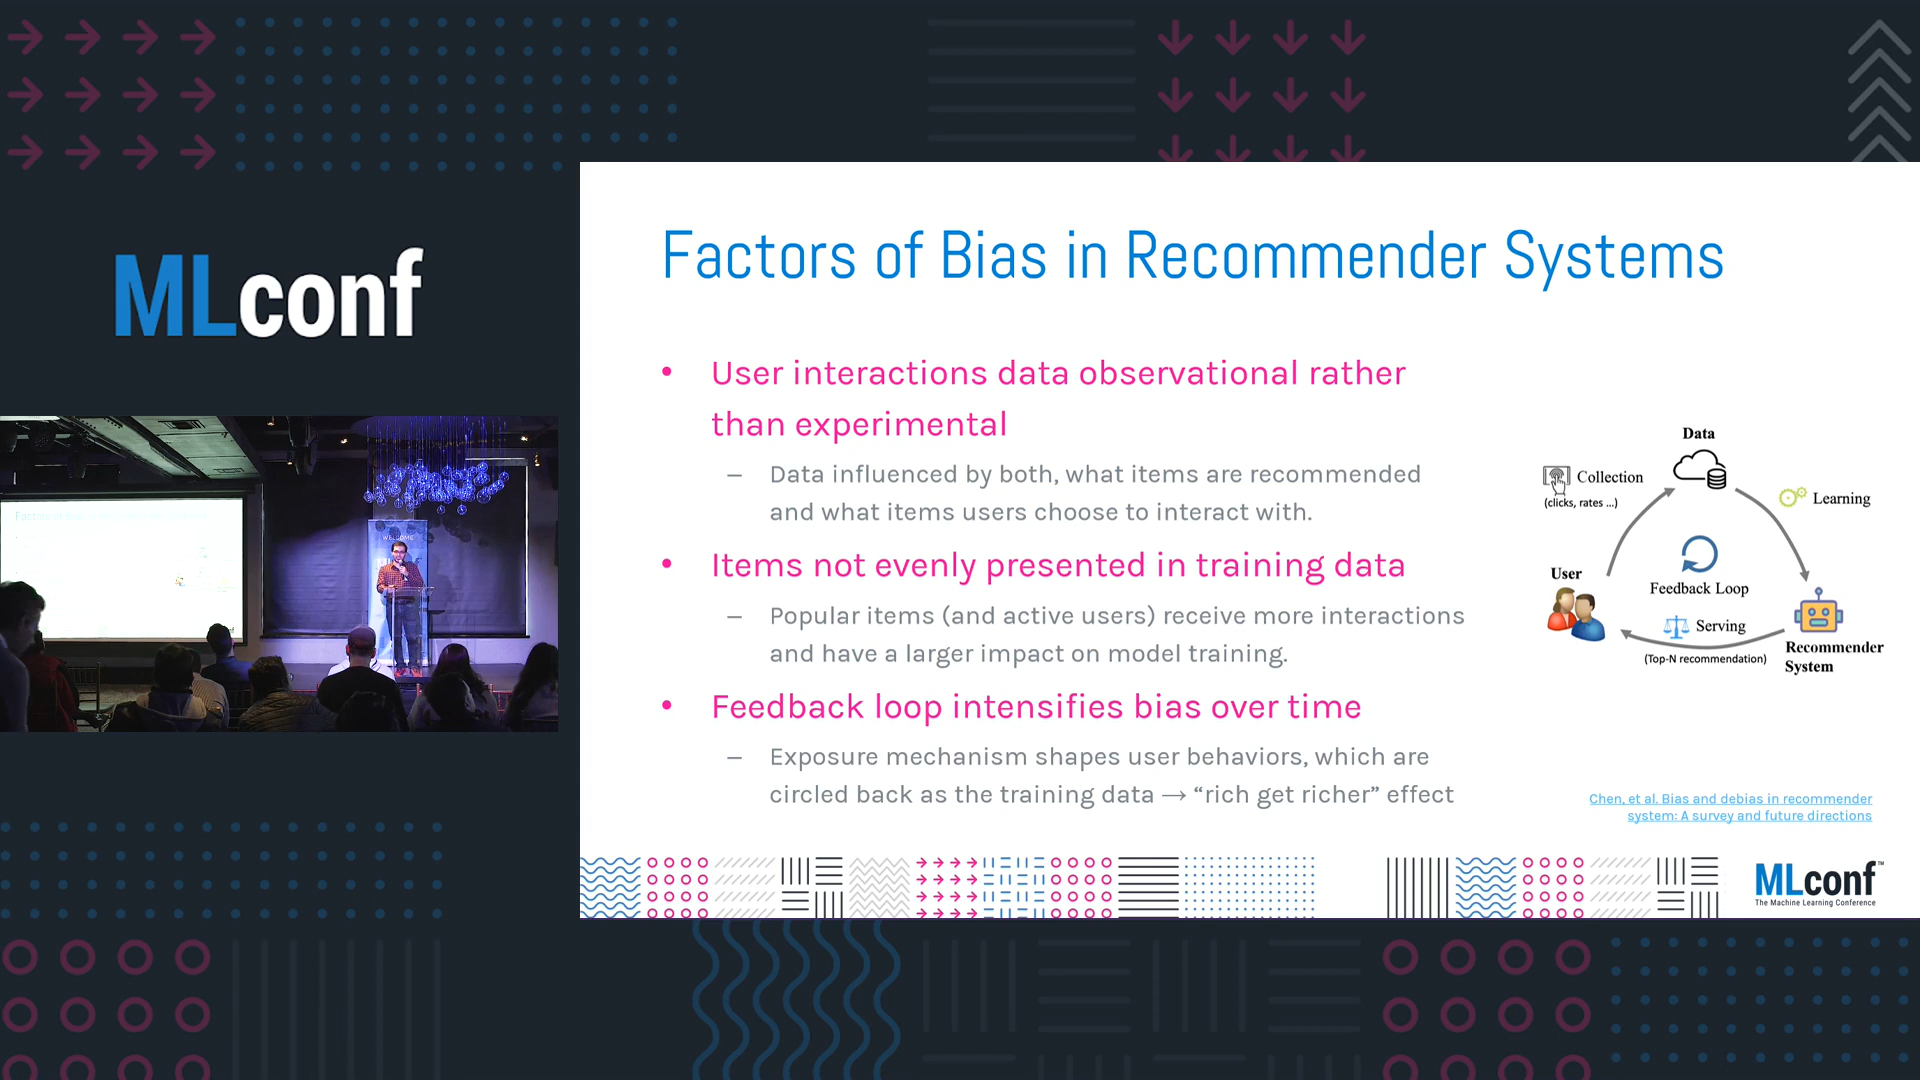 MLconf
WELCOME
Factors of Bias in Recommender Systems
• User interactions data observational rather
than experimental
– Data influenced by both, what items are recommended
and what items users choose to interact with.
• Items not evenly presented in training data
– Popular items (and active users) receive more interactions
and have a larger impact on model training.
• Feedback loop intensifies bias over time
– Exposure mechanism shapes user behaviors, which are
circled back as the training data → “rich get richer” effect
Data
Collection
(clicks, rates ...)
Learning
Feedback Loop
User
Serving
(Top-N recommendation)
Recommender
System
Chen, et al. Bias and debias in recommender
system: A survey and future directions
MLconf™
The Machine Learning Conference